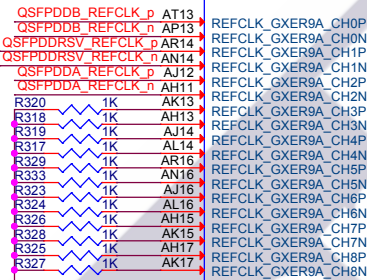 QSFPDDB_REFCLK_p AT13 REFCLK_GXER9A_CH0P
QSFPDDB_REFCLK_n AP13 REFCLK_GXER9A_CH0N
QSFPDDRSV_REFCLK_p AR14 REFCLK_GXER9A_CH1P
QSFPDDRSV_REFCLK_n AN14 REFCLK_GXER9A_CH1N
QSFPDDA_REFCLK_p AJ12 REFCLK_GXER9A_CH2P
QSFPDDA_REFCLK_n AH11 REFCLK_GXER9A_CH2N
R320 1K AK13 REFCLK_GXER9A_CH3P
R318 1K AH13 REFCLK_GXER9A_CH3N
R319 1K AJ14 REFCLK_GXER9A_CH4P
R317 1K AL14 REFCLK_GXER9A_CH4N
R329 1K AR16 REFCLK_GXER9A_CH5P
R333 1K AN16 REFCLK_GXER9A_CH5N
R323 1K AJ16 REFCLK_GXER9A_CH6P
R324 1K AL16 REFCLK_GXER9A_CH6N
R326 1K AH15 REFCLK_GXER9A_CH7P
R328 1K AK15 REFCLK_GXER9A_CH7N
R325 1K AH17 REFCLK_GXER9A_CH8P
R327 1K AK17 REFCLK_GXER9A_CH8N